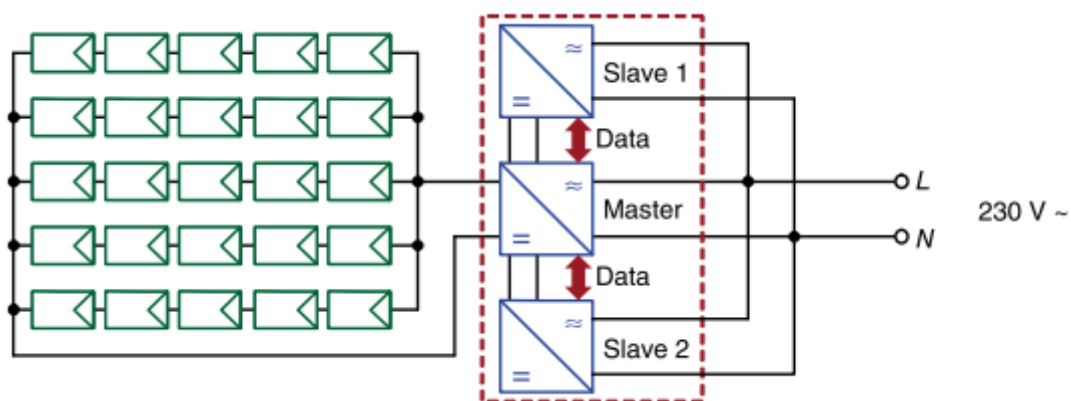 Slave 1
Data
Master
Data
Slave 2
L
N
230 V ~